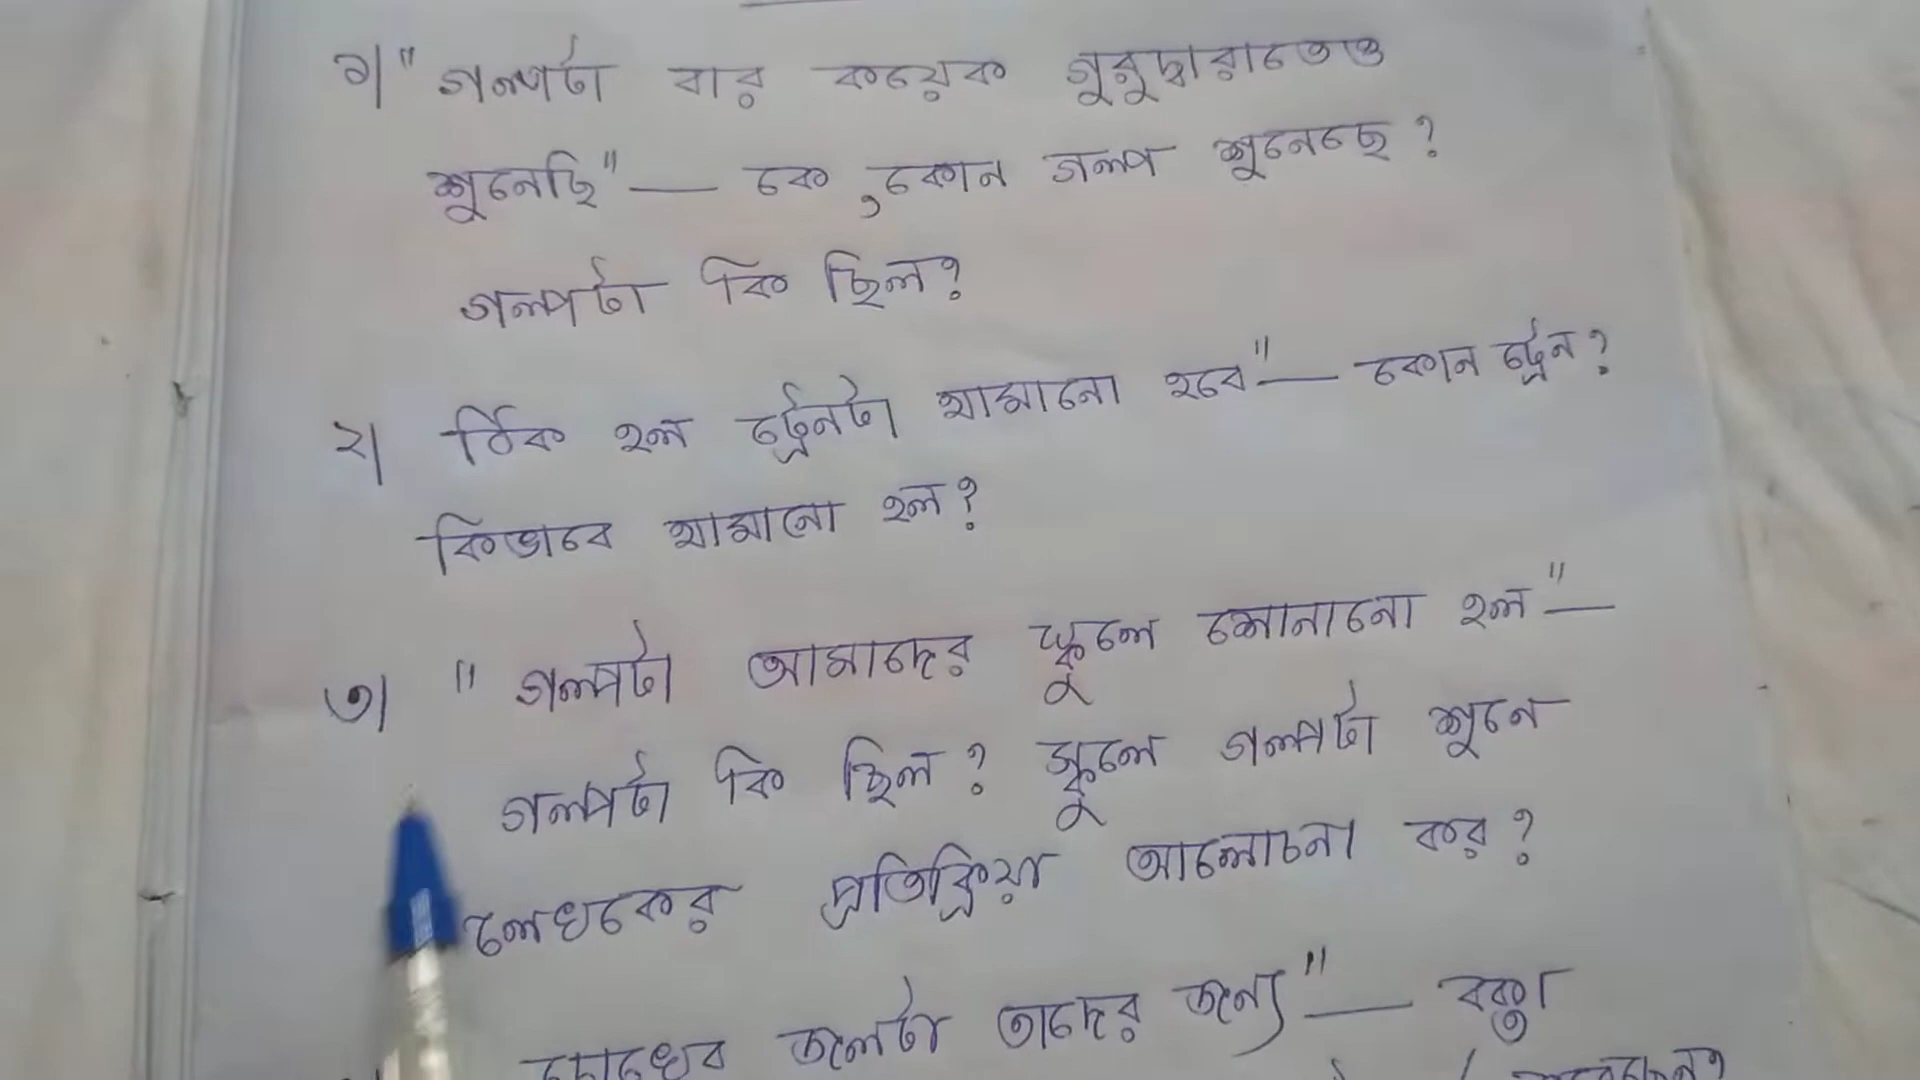 ১| " গল্পটা বার কয়েক গুরুদ্বারাতেও
শুনেছি" — কে ,কোন গল্প শুনেছে ?
গল্পটা কি ছিল?
২| ঠিক হল ট্রেনটা থামানো হবে" — কোন ট্রেন ?
কিভাবে থামানো হল ?
৩| " গল্পটা আমাদের স্কুলে শোনানো হল" —
গল্পটা কি ছিল ? স্কুলে গল্পটা শুনে
লেখকের প্রতিক্রিয়া আলোচনা কর ?
চোখের জলটা তাদের জন্য" — বক্তা